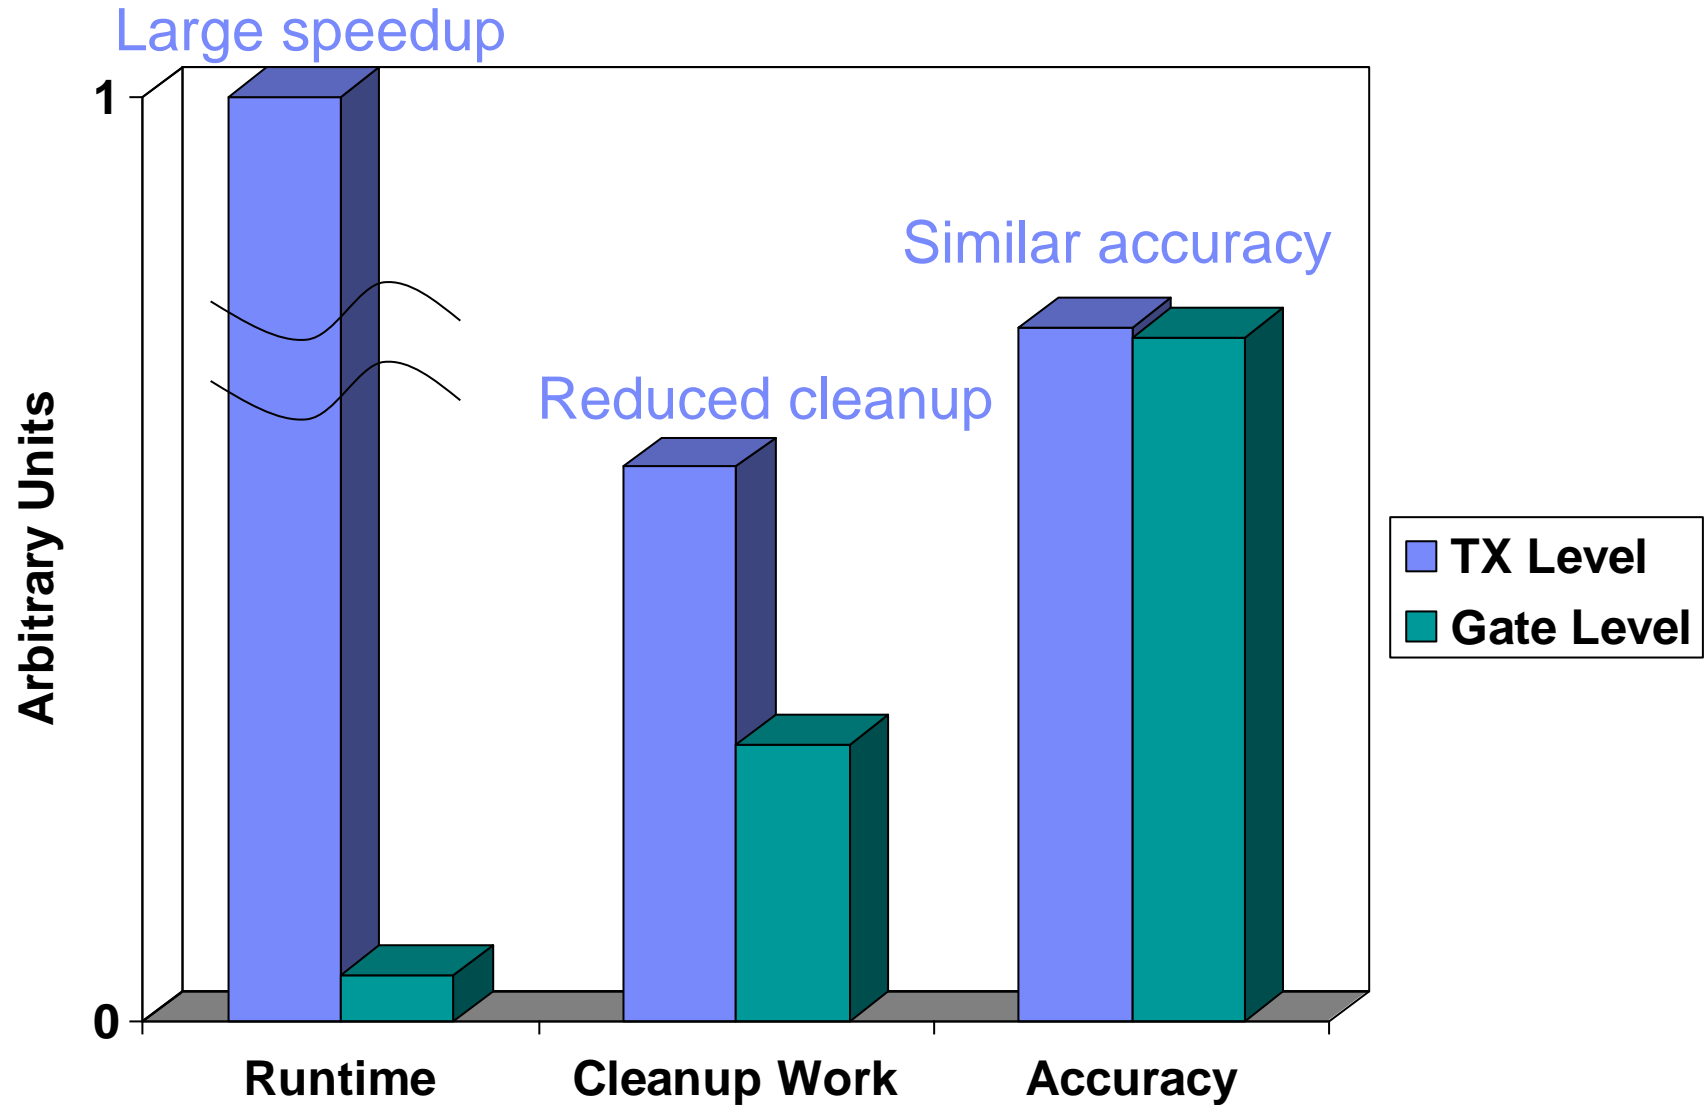 Large speedup
1
Similar accuracy
Reduced cleanup
Arbitrary Units
TX Level
Gate Level
0
Runtime
Cleanup Work
Accuracy